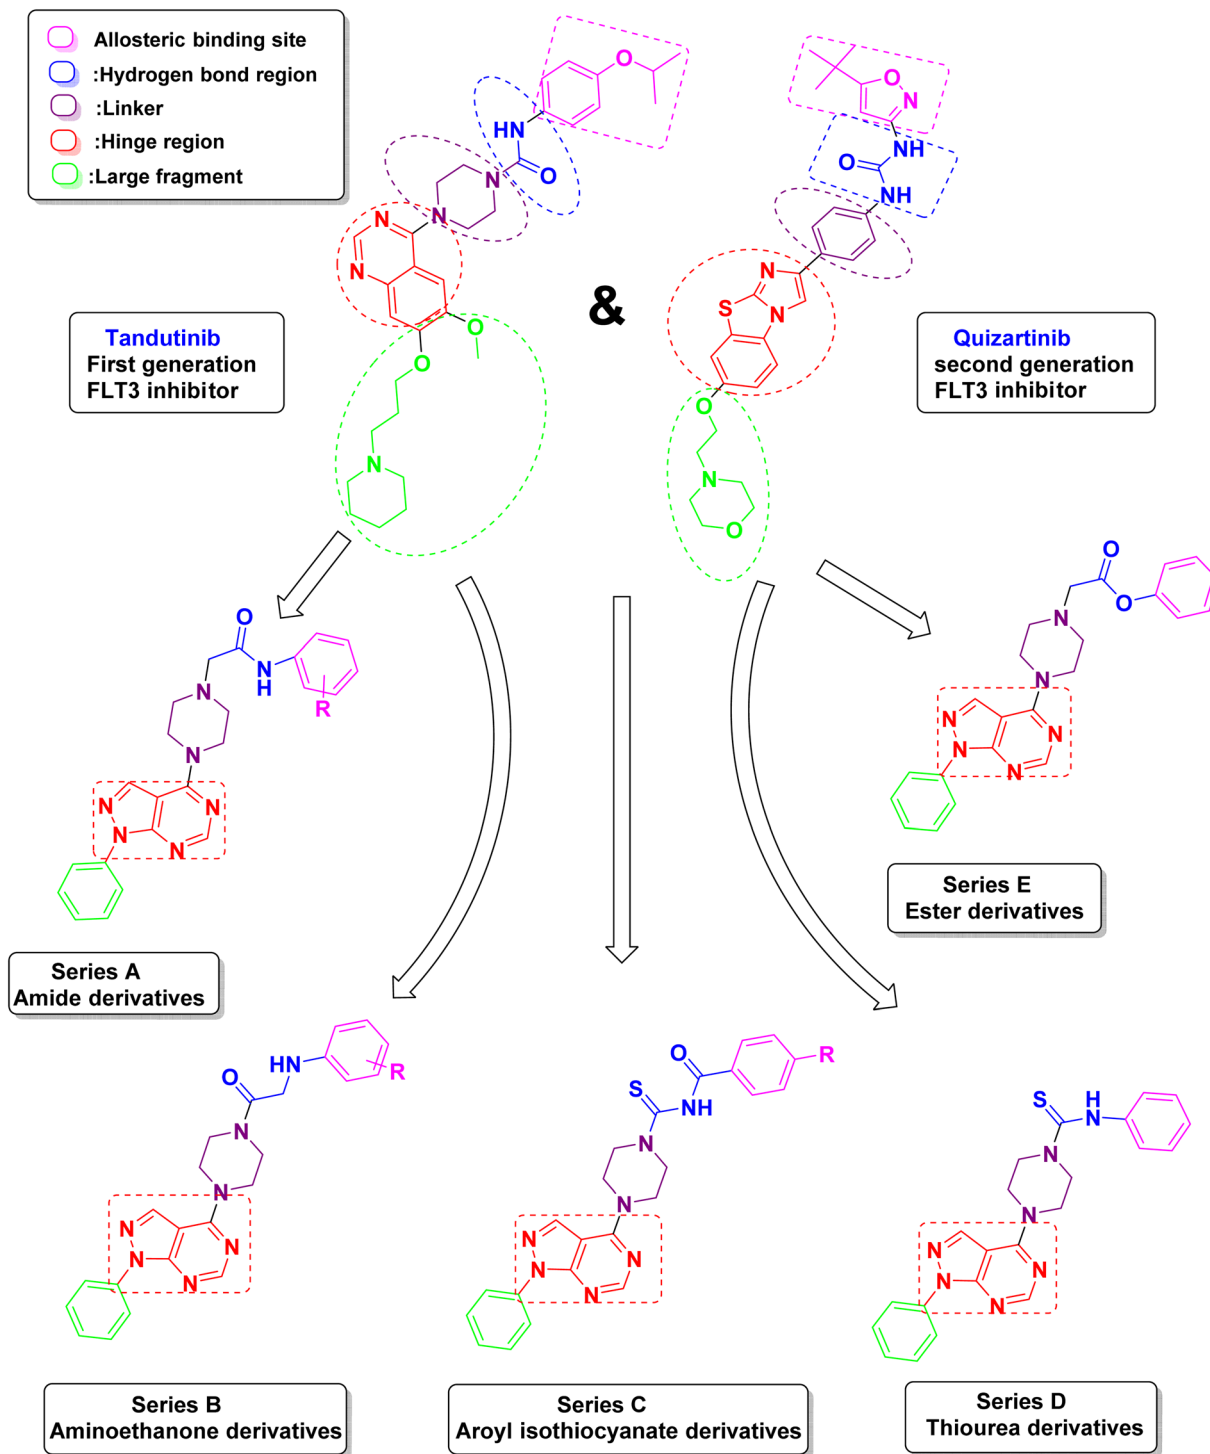 Allosteric binding site
:Hydrogen bond region
:Linker
:Hinge region
:Large fragment
O
HN
O
N
N
N
N
O
O
N
O
N
NH
O
NH
N
S
N
O
N
O
&
Tandutinib
First generation
FLT3 inhibitor
Quizartinib
second generation
FLT3 inhibitor
O
N
H
R
N
N
N
N
N
N
Series A
Amide derivatives
O
O
N
N
N
N
N
N
Series E
Ester derivatives
HN
R
O
N
N
N
N
N
N
Series B
Aminoethanone derivatives
O
R
S
NH
N
N
N
N
N
N
Series C
Aroyl isothiocyanate derivatives
S
H
N
N
N
N
N
N
N
Series D
Thiourea derivatives